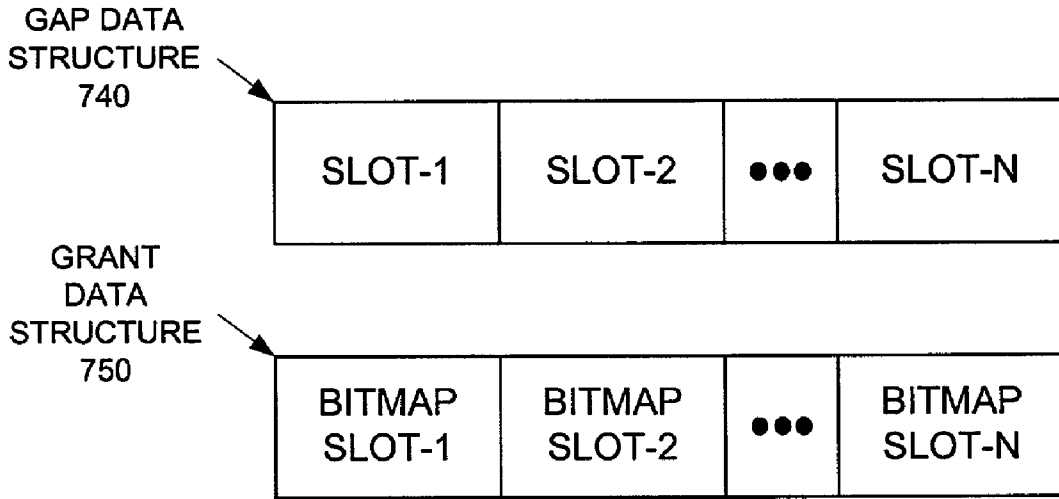 GAP DATA
STRUCTURE
740
SLOT-1
SLOT-2
●●●
SLOT-N
GRANT
DATA
STRUCTURE
750
BITMAP
SLOT-1
BITMAP
SLOT-2
●●●
BITMAP
SLOT-N